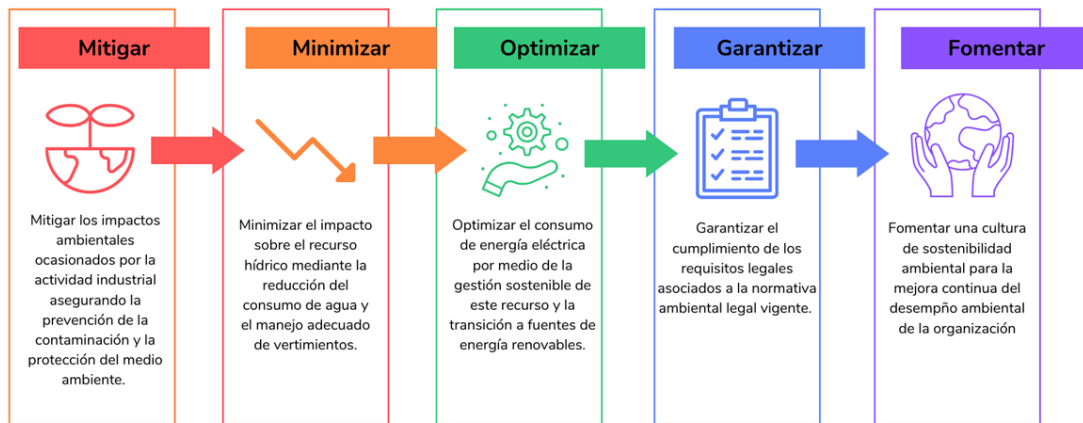 Mitigar
Mitigar los impactos
ambientales
ocasionados por la
actividad industrial
asegurando la
prevención de la
contaminación y la
protección del medio
ambiente.
Minimizar
Minimizar el impacto
sobre el recurso
hídrico mediante la
reducción del
consumo de agua y
el manejo adecuado
de vertimientos.
Optimizar
Optimizar el consumo
de energía eléctrica
por medio de la
gestión sostenible de
este recurso y la
transición a fuentes de
energía renovables.
Garantizar
Garantizar el
cumplimiento de los
requisitos legales
asociados a la normativa
ambiental legal vigente.
Fomentar
Fomentar una cultura
de sostenibilidad
ambiental para la
mejora continua del
desempño ambiental
de la organización